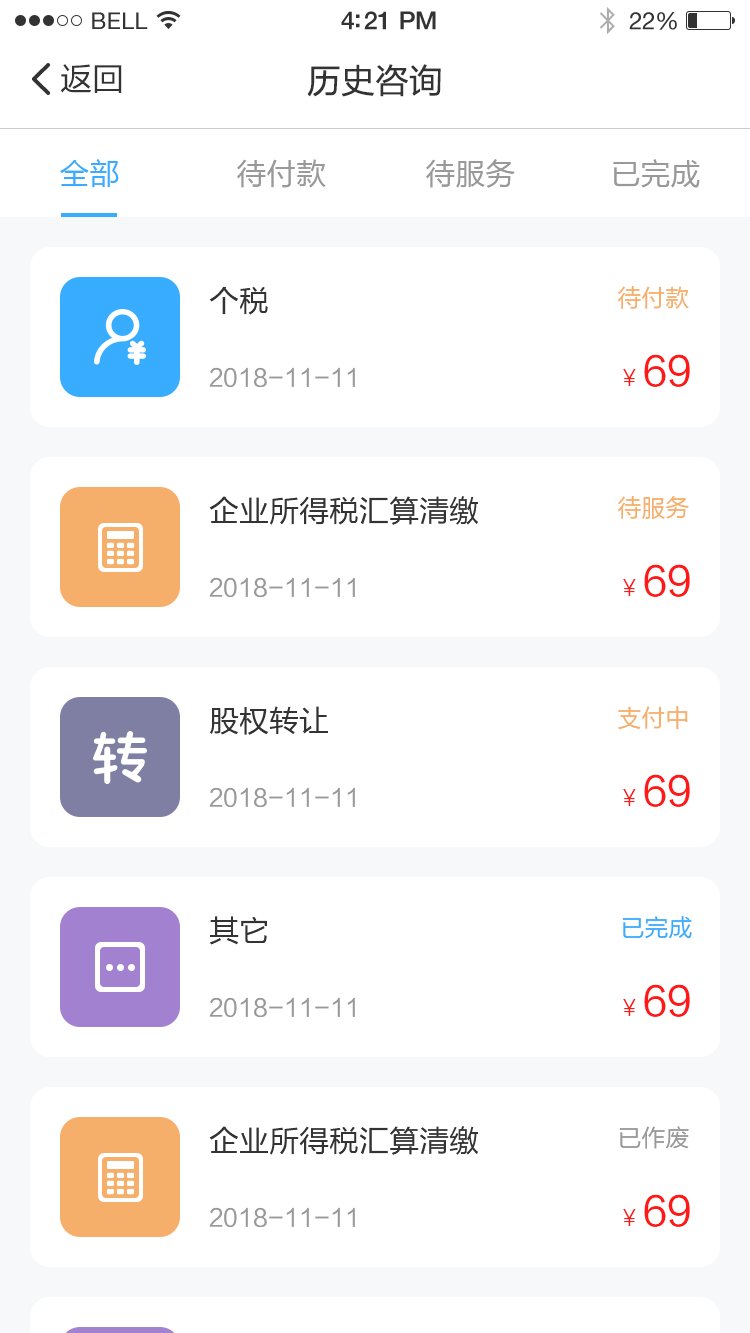 BELL 4:21 PM 22%
返回 历史咨询
全部 待付款 待服务 已完成
个税 待付款
2018-11-11 ¥ 69
企业所得税汇算清缴 待服务
2018-11-11 ¥ 69
转 股权转让 支付中
2018-11-11 ¥ 69
其它 已完成
2018-11-11 ¥ 69
企业所得税汇算清缴 已作废
2018-11-11 ¥ 69